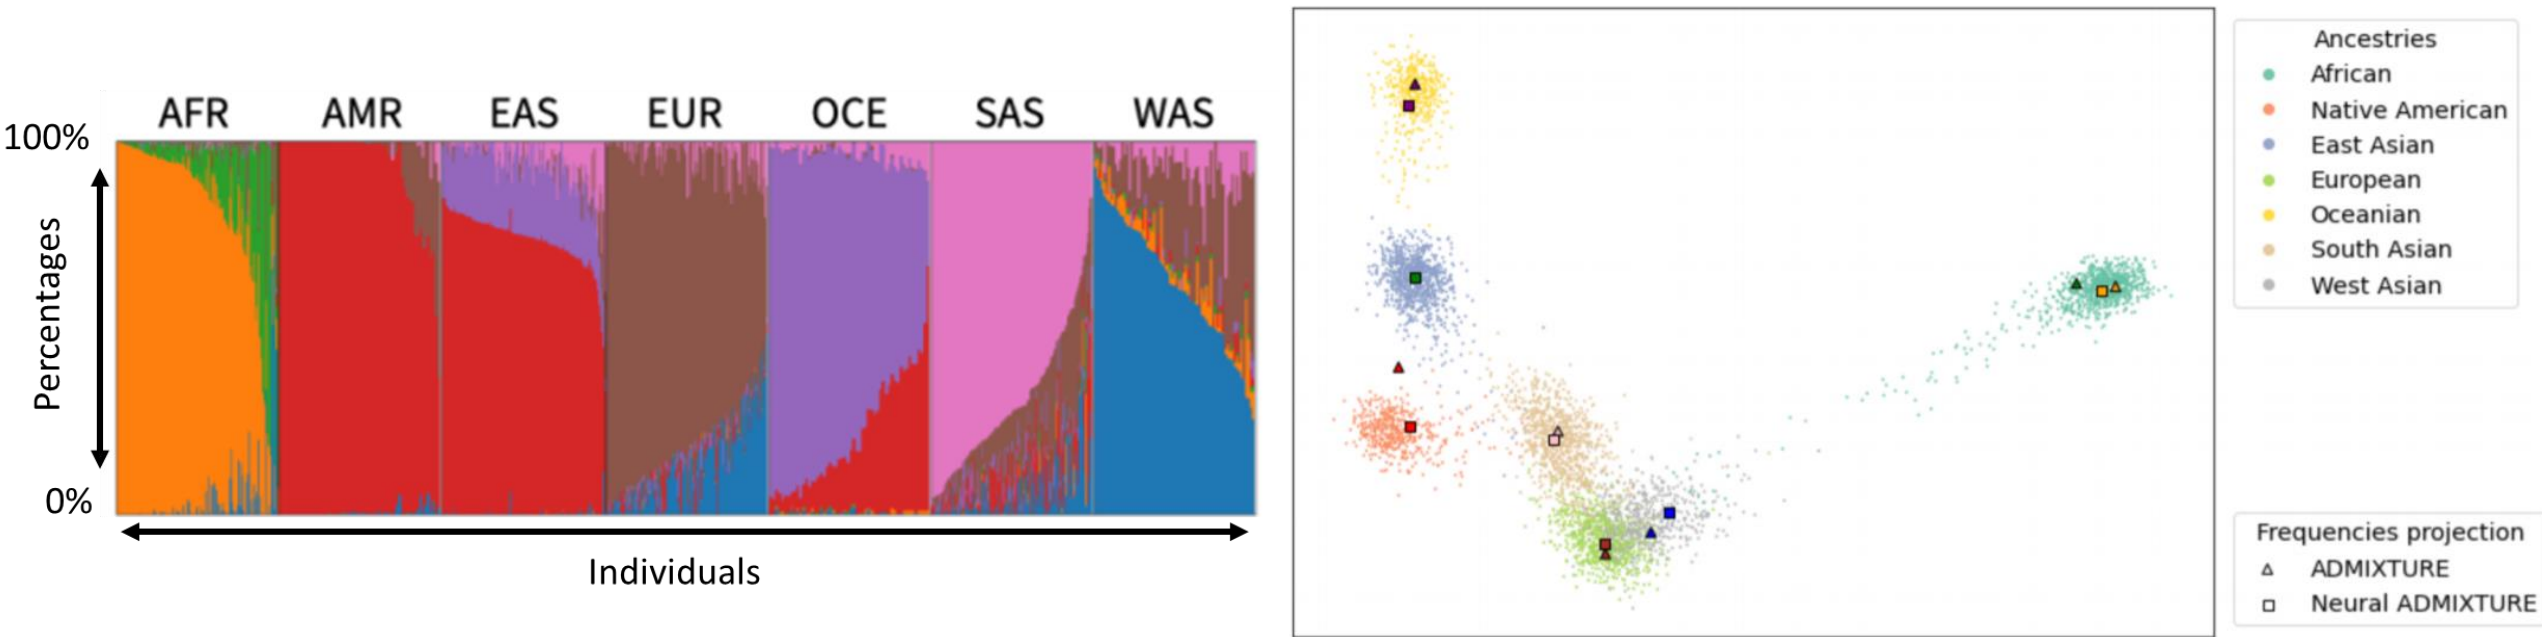 AFR AMR EAS EUR OCE SAS WAS
100%
Percentages
0%
Individuals
Ancestries
African
Native American
East Asian
European
Oceanian
South Asian
West Asian
Frequencies projection
ADMIXTURE
Neural ADMIXTURE